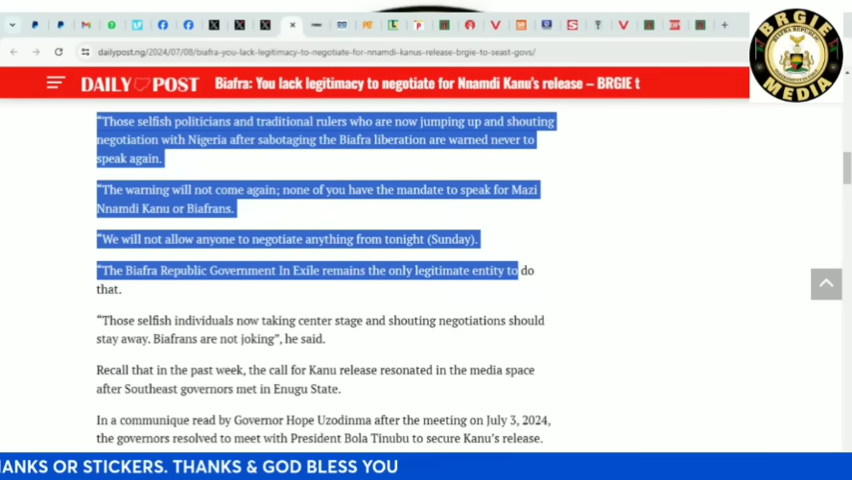 dailypost.ng/2024/07/08/biafra-you-lack-legitimacy-to-negotiate-for-nnamdi-kanus-release-brgie-to-seast-govs/
DAILY POST
Biafra: You lack legitimacy to negotiate for Nnamdi Kanu's release – BRGIE t
BRGIE
BIAFRA REPUBLIC
MEDIA
“Those selfish politicians and traditional rulers who are now jumping up and shouting
negotiation with Nigeria after sabotaging the Biafra liberation are warned never to
speak again.
“The warning will not come again; none of you have the mandate to speak for Mazi
Nnamdi Kanu or Biafrans.
“We will not allow anyone to negotiate anything from tonight (Sunday).
“The Biafra Republic Government In Exile remains the only legitimate entity to do
that.
“Those selfish individuals now taking center stage and shouting negotiations should
stay away. Biafrans are not joking”, he said.
Recall that in the past week, the call for Kanu release resonated in the media space
after Southeast governors met in Enugu State.
In a communique read by Governor Hope Uzodinma after the meeting on July 3, 2024,
the governors resolved to meet with President Bola Tinubu to secure Kanu's release.
HANKS OR STICKERS. THANKS & GOD BLESS YOU